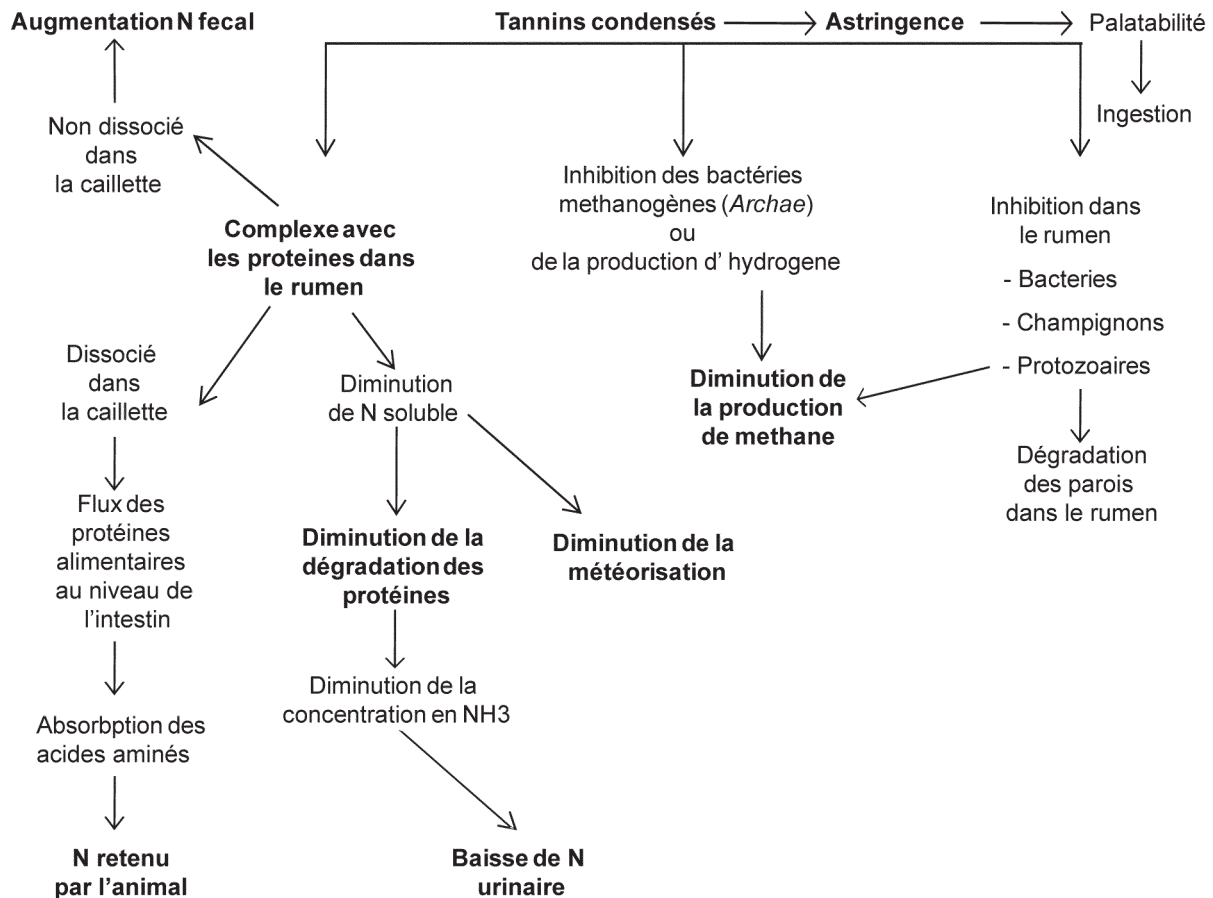 Augmentation N fecal
Tannins condensés
Astringence
Palatabilité
Ingestion
Non dissocié
dans
la caillette
Complexe avec
les proteines dans
le rumen
Inhibition des bactéries
methanogènes (Archae)
ou
de la production d' hydrogene
Inhibition dans
le rumen
- Bacteries
- Champignons
- Protozoaires
Dissocié
dans
la caillette
Diminution
de N soluble
Diminution de
la production
de methane
Dégradation
des parois
dans le rumen
Flux des
protéines
alimentaires
au niveau de
l'intestin
Diminution de la
dégradation des
protéines
Diminution de la
météorisation
Absorbption des
acides aminés
Diminution de la
concentration en NH3
N retenu
par l'animal
Baisse de N
urinaire